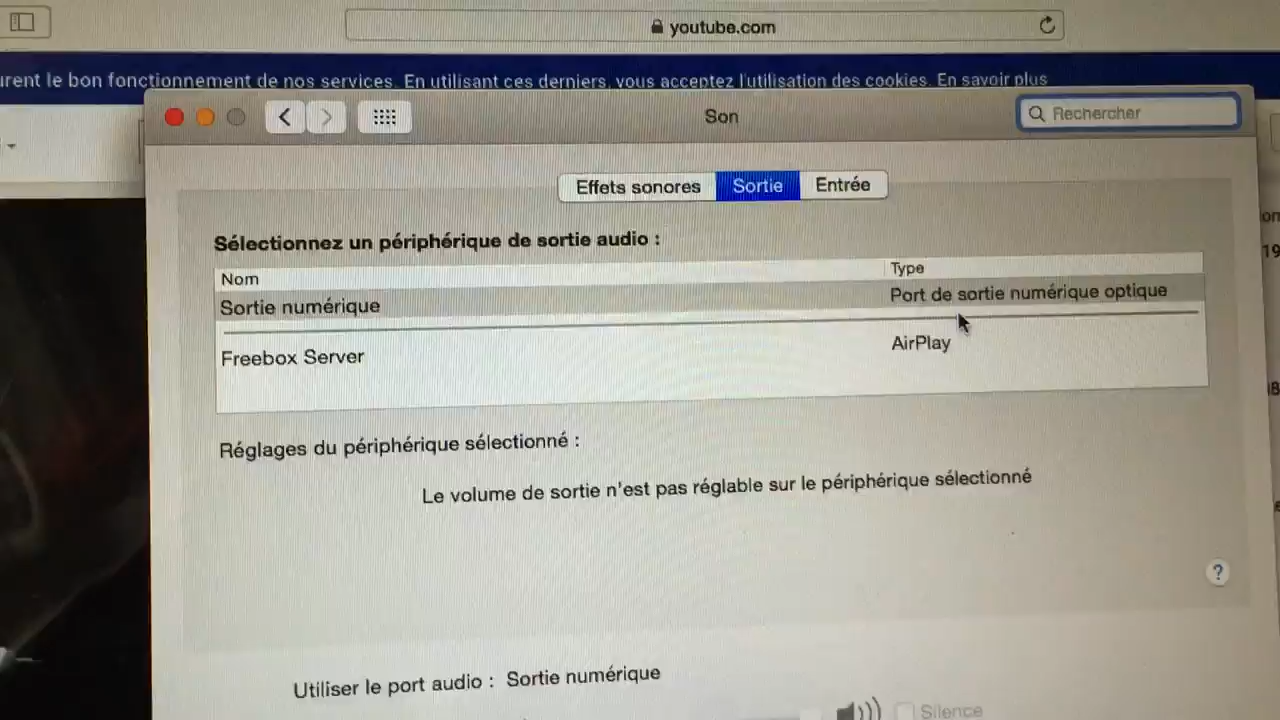 youtube.com
urent le bon fonctionnement de nos services. En utilisant ces derniers, vous acceptez l'utilisation des cookies. En savoir plus
Son
Rechercher
Effets sonores Sortie Entrée
Sélectionnez un périphérique de sortie audio :
Nom Type
Sortie numérique Port de sortie numérique optique
Freebox Server AirPlay
Réglages du périphérique sélectionné :
Le volume de sortie n'est pas réglable sur le périphérique sélectionné
?
Utiliser le port audio : Sortie numérique
Silence